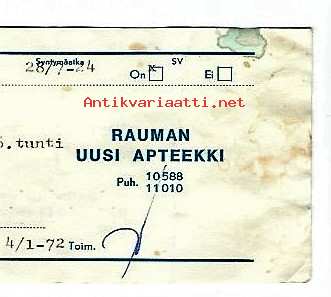 Syntymäaika SV
28/7-24 On x Ei
Antikvariaatti.net
6.tunti RAUMAN
UUSI APTEEKKI
Puh. 10588
11010
4/1-72 Toim.